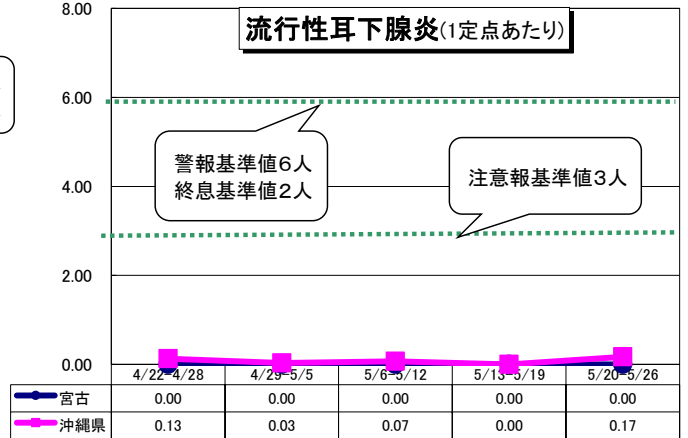 流行性耳下腺炎(1定点あたり)
8.00
6.00
警報基準値6人
終息基準値2人
注意報基準値3人
4.00
2.00
0.00
4/22-4/28 4/29-5/5 5/6-5/12 5/13-5/19 5/20-5/26
宮古 0.00 0.00 0.00 0.00 0.00
沖縄県 0.13 0.03 0.07 0.00 0.17